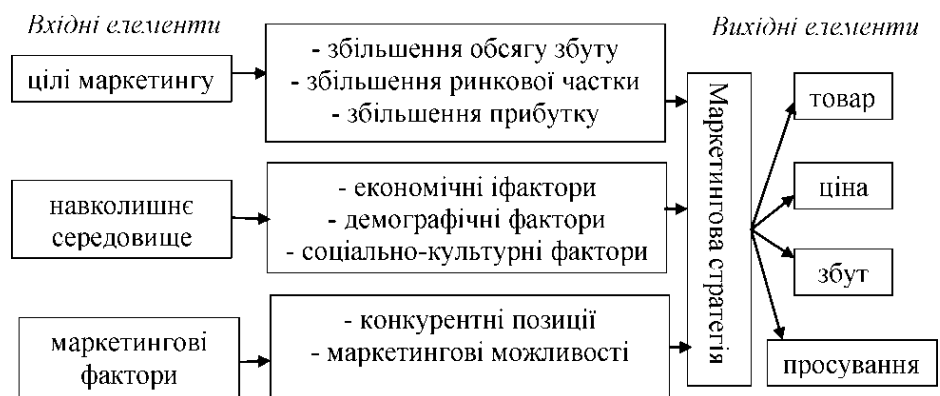 Вхідні елементи
Вихідні елементи
цілі маркетингу
- збільшення обсягу збуту
- збільшення ринкової частки
- збільшення прибутку
навколишнє
середовище
- економічні іфактори
- демографічні фактори
- соціально-культурні фактори
маркетингові
фактори
- конкурентні позиції
- маркетингові можливості
Маркетингова стратегія
товар
ціна
збут
просування